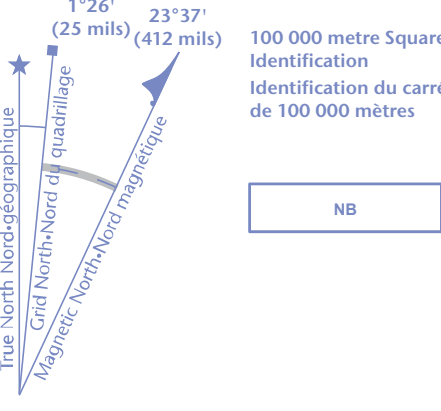 1°26'
(25 mils)
23°37'
(412 mils)
True North Nord•géographique
Grid North•Nord du quadrillage
Magnetic North•Nord magnétique
100 000 metre Square
Identification
Identification du carré
de 100 000 mètres
NB